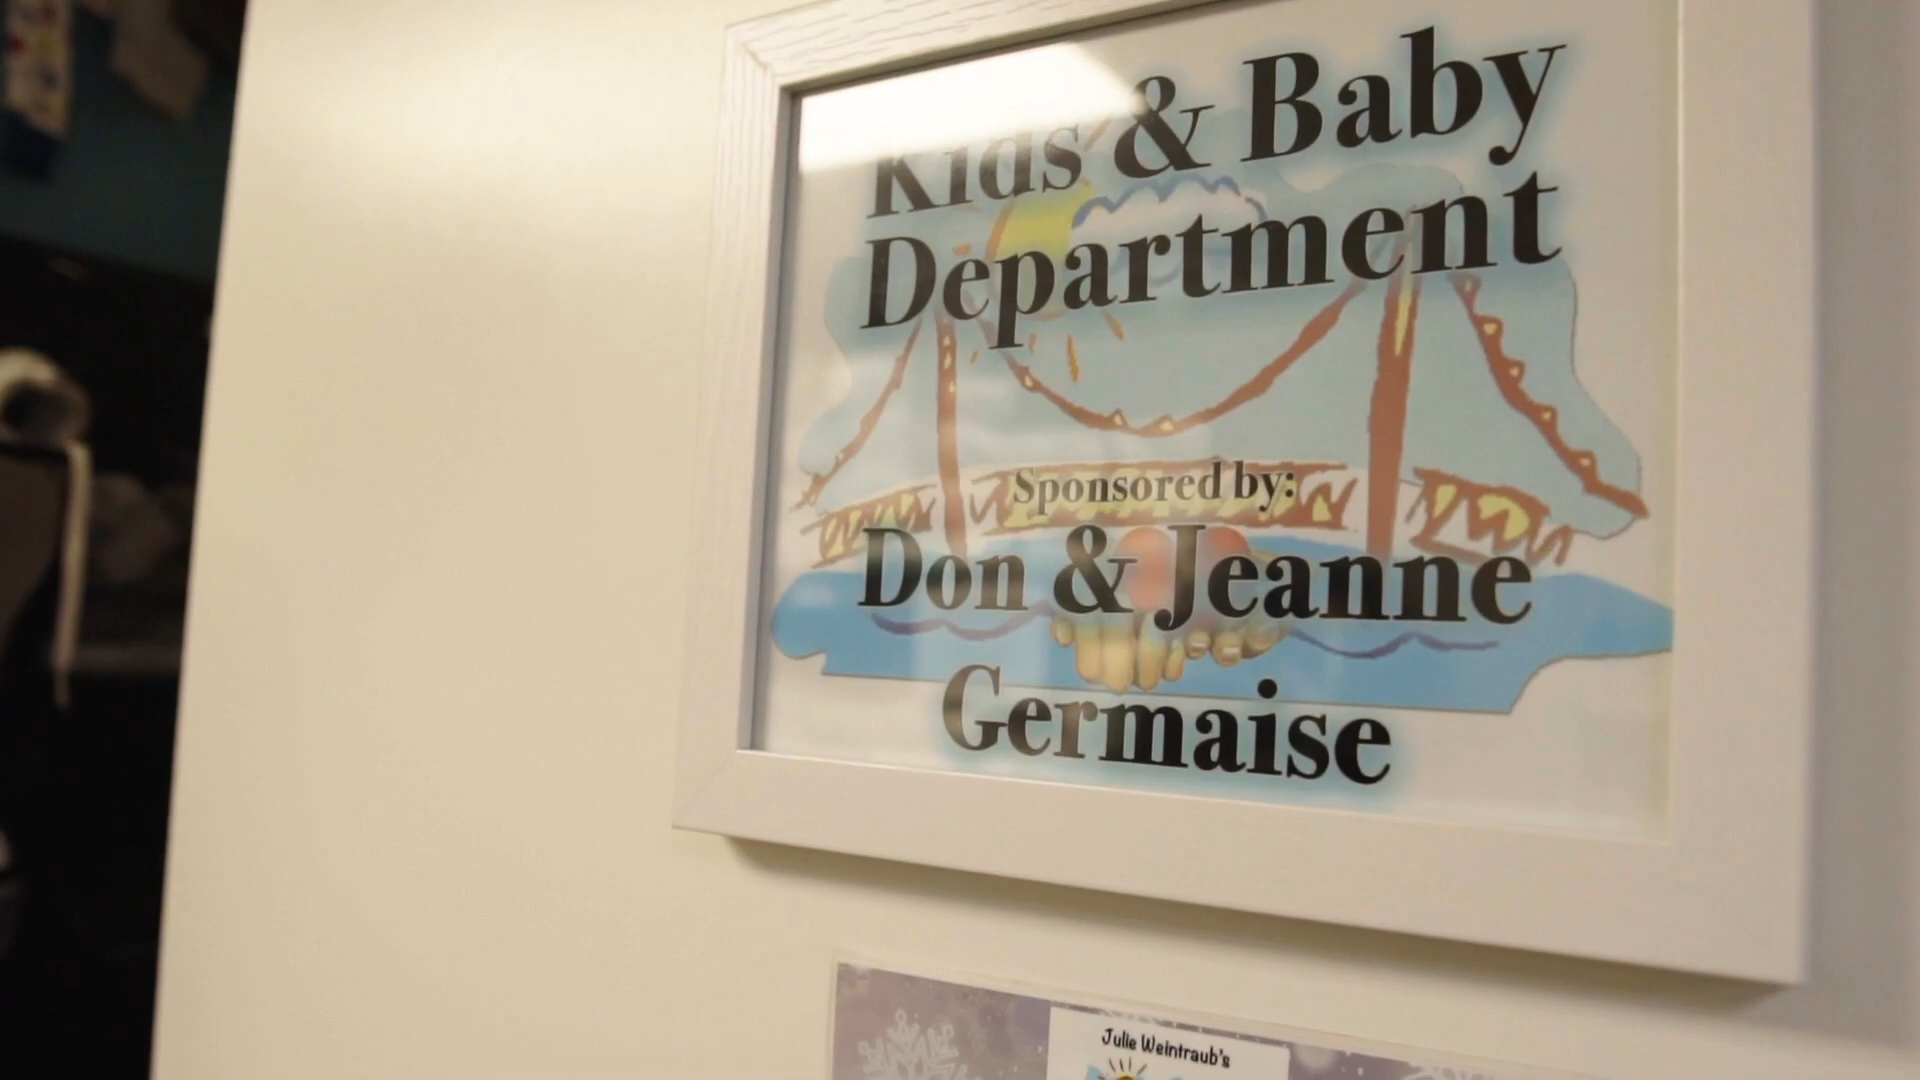 Kids & Baby
Department
Sponsored by:
Don & Jeanne
Germaise
Julie Weintraub's